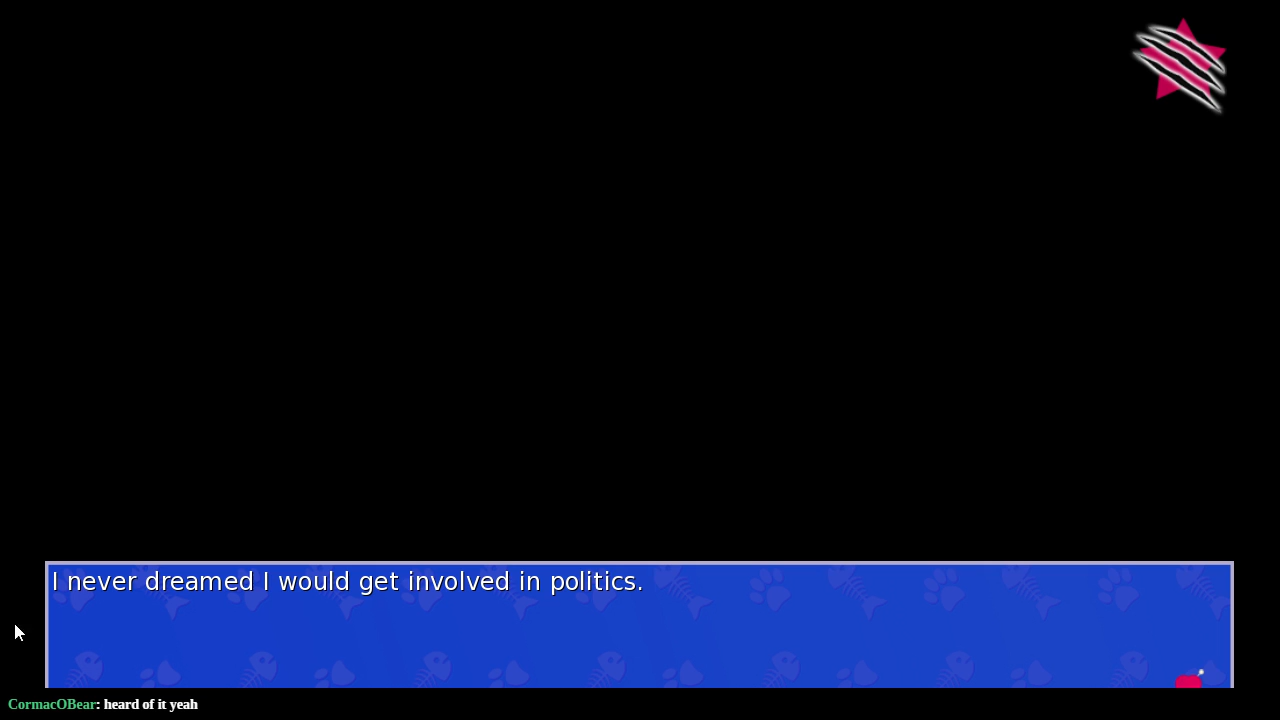 I never dreamed I would get involved in politics.
CormacOBear: heard of it yeah